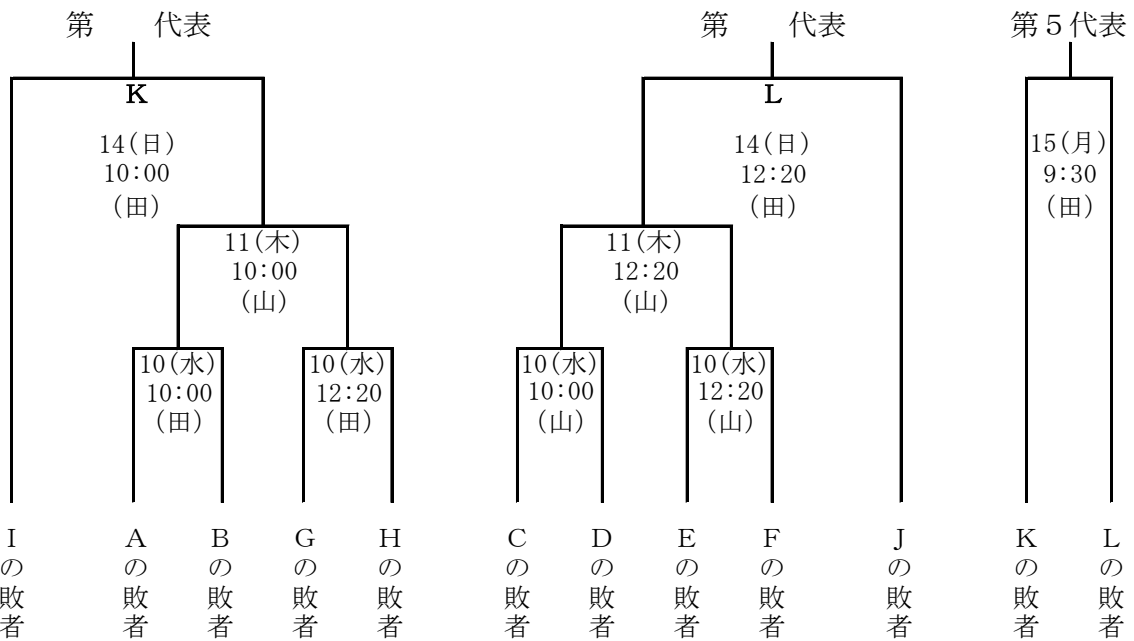 第　　代表
第　　代表
第５代表
K
14(日)
10:00
(田)
L
14(日)
12:20
(田)
15(月)
9:30
(田)
11(木)
10:00
(山)
11(木)
12:20
(山)
10(水)
10:00
(田)
10(水)
12:20
(田)
10(水)
10:00
(山)
10(水)
12:20
(山)
Iの敗者
Aの敗者
Bの敗者
Gの敗者
Hの敗者
Cの敗者
Dの敗者
Eの敗者
Fの敗者
Jの敗者
Kの敗者
Lの敗者